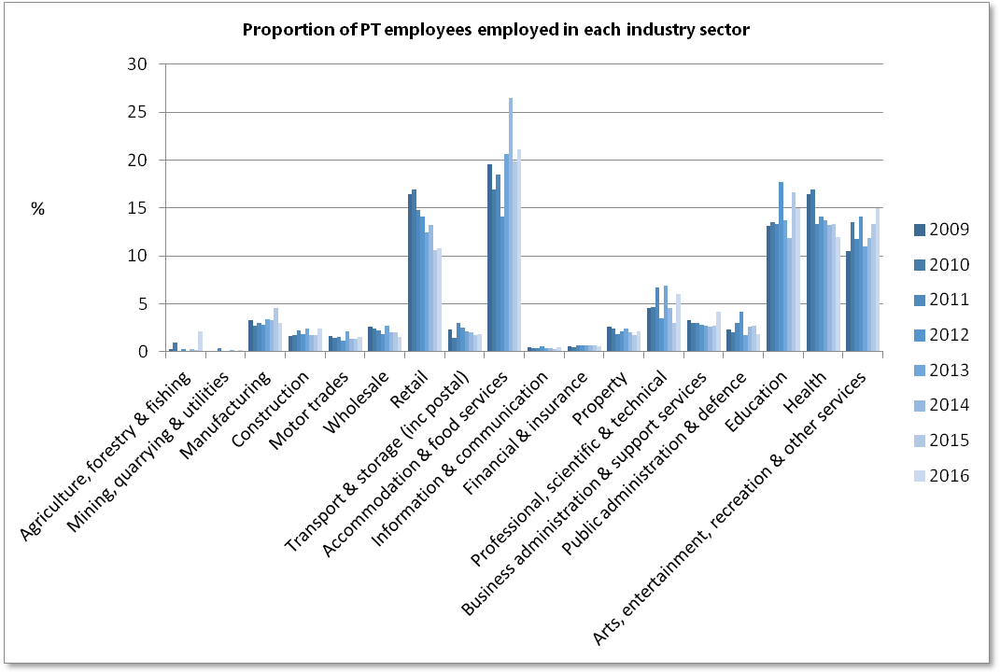 Proportion of PT employees employed in each industry sector
30
25
20
15
10
5
0
%
Agriculture, forestry & fishing
Mining, quarrying & utilities
Manufacturing
Construction
Motor trades
Wholesale
Retail
Transport & storage (inc postal)
Accommodation & food services
Information & communication
Financial & insurance
Property
Professional, scientific & technical
Business administration & support services
Public administration & defence
Education
Health
Arts, entertainment, recreation & other services
2009
2010
2011
2012
2013
2014
2015
2016